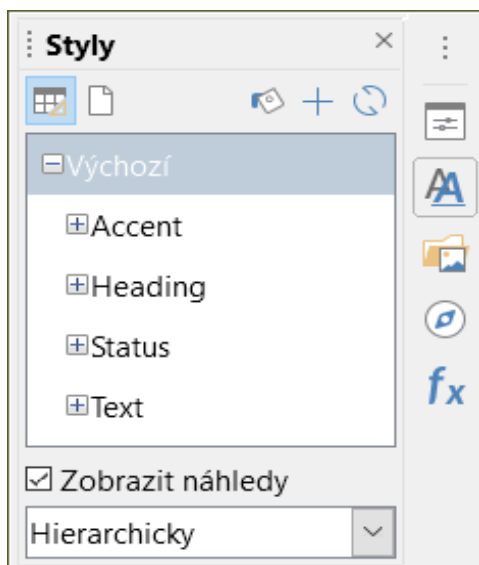 Styly
Výchozí
Accent
Heading
Status
Text
Zobrazit náhledy
Hierarchicky
fx